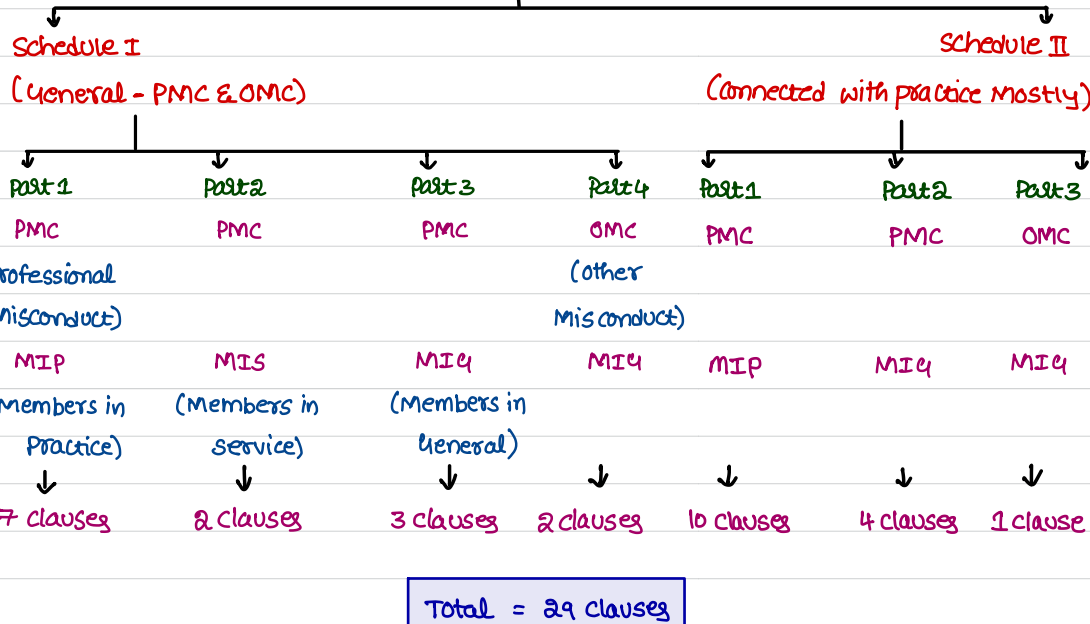 Schedule I
Schedule II
(General - PMC & OMC)
(Connected with practice Mostly)
Part 1 Part 2 Part 3 Part 4 Part 1 Part 2 Part 3
PMC PMC PMC OMC PMC PMC OMC
rofessional (Other
Misconduct) Misconduct)
MIP MIS MIG MIG MIP MIG MIG
Members in (Members in (Members in
Practice) Service) General)
7 Clauses 2 Clauses 3 Clauses 2 Clauses 10 Clauses 4 Clauses 1 Clause
Total = 29 Clauses